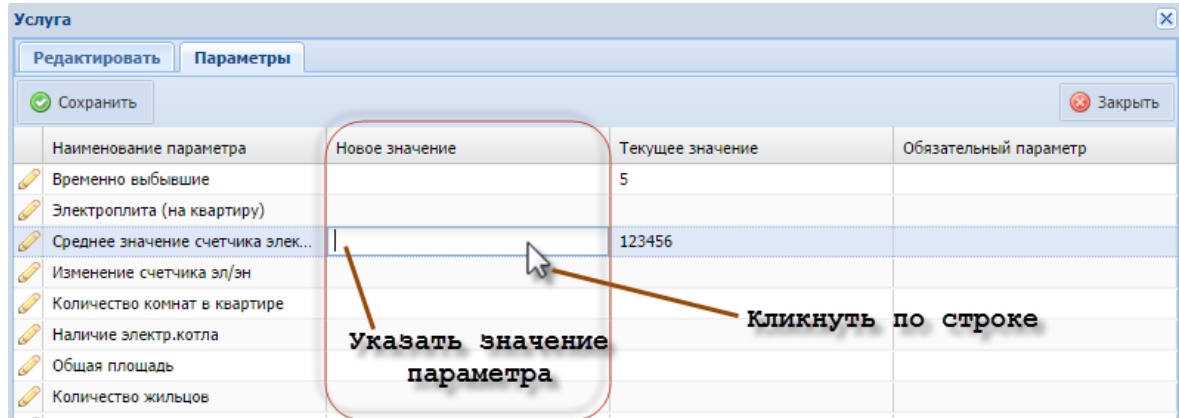 Услуга
Редактировать Параметры
Сохранить Закрыть
Наименование параметра Новое значение Текущее значение Обязательный параметр
Временно выбывшие 5
Электроплита (на квартиру)
Среднее значение счетчика элек... 123456
Изменение счетчика эл/эн
Количество комнат в квартире
Кликнуть по строке
Наличие электр.котла
Указать значение
параметра
Общая площадь
Количество жильцов